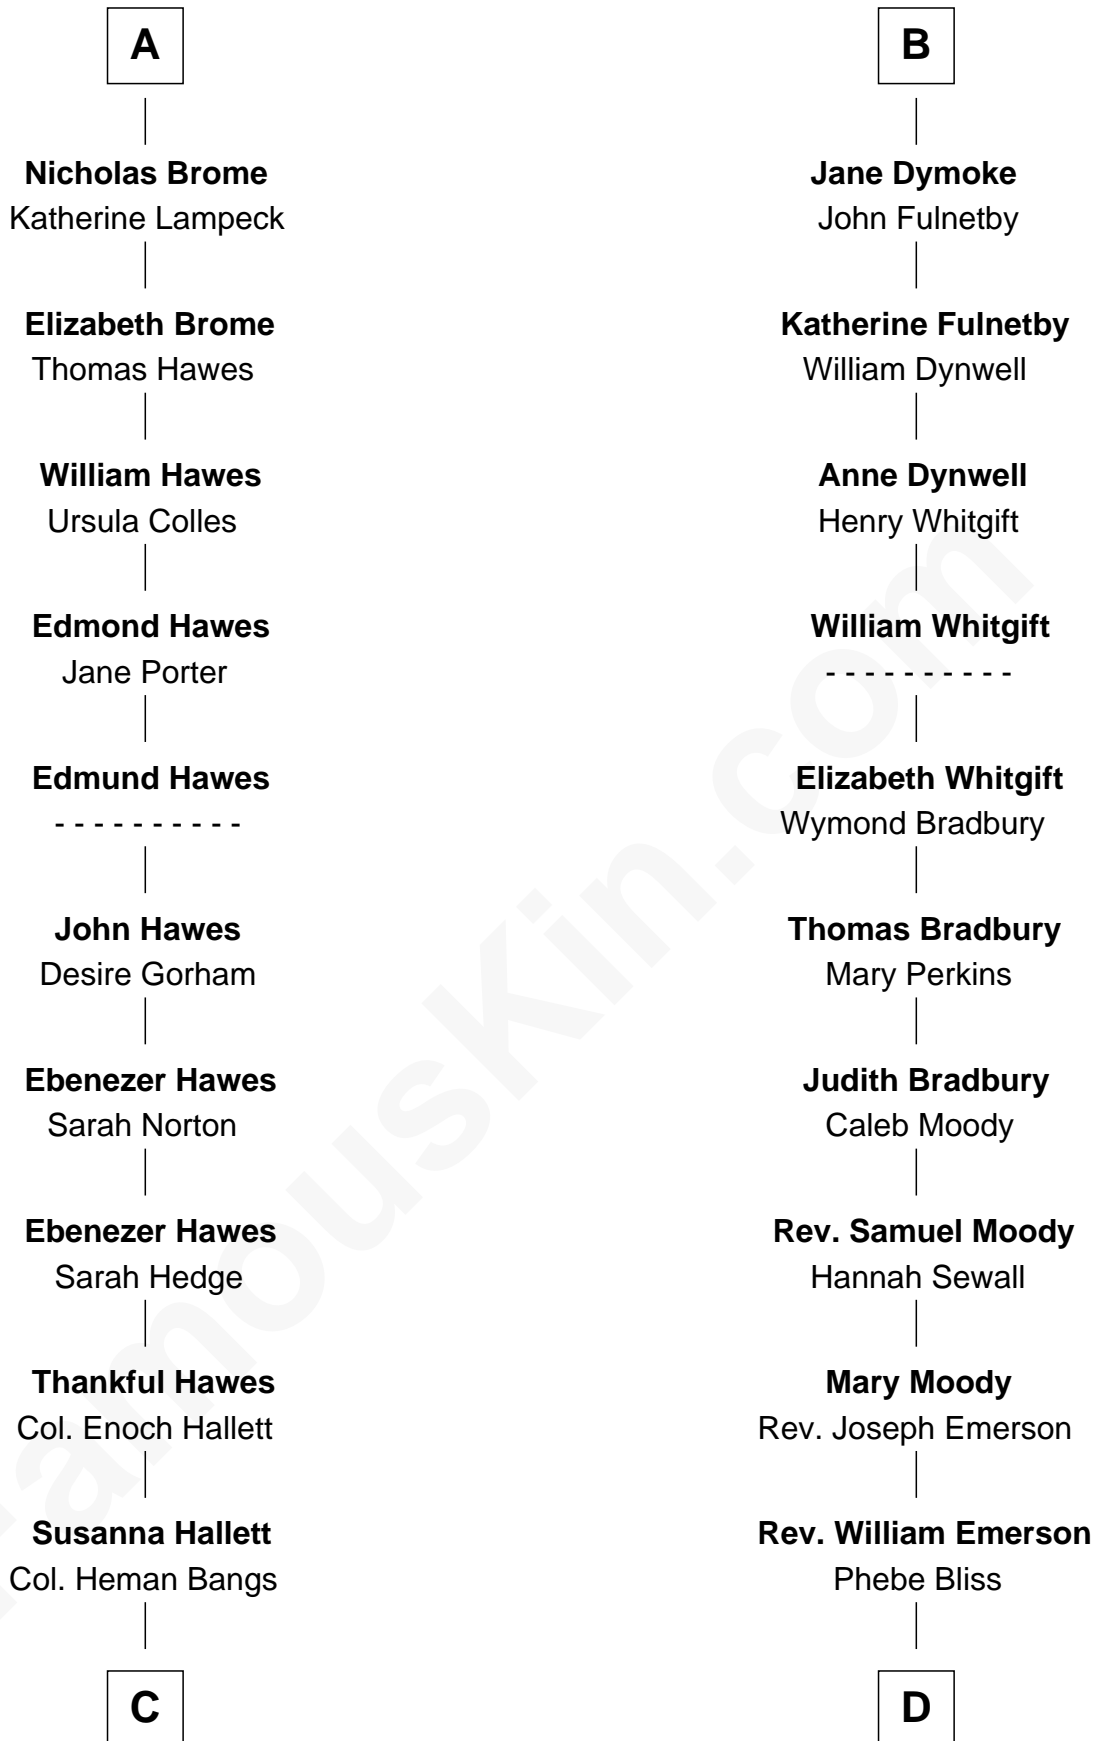 A
Nicholas Brome
Katherine Lampeck
Elizabeth Brome
Thomas Hawes
William Hawes
Ursula Colles
Edmond Hawes
Jane Porter
Edmund Hawes
- - - - - - - - - -
John Hawes
Desire Gorham
Ebenezer Hawes
Sarah Norton
Ebenezer Hawes
Sarah Hedge
Thankful Hawes
Col. Enoch Hallett
Susanna Hallett
Col. Heman Bangs
C
B
Jane Dymoke
John Fulnetby
Katherine Fulnetby
William Dynwell
Anne Dynwell
Henry Whitgift
William Whitgift
- - - - - - - - - -
Elizabeth Whitgift
Wymond Bradbury
Thomas Bradbury
Mary Perkins
Judith Bradbury
Caleb Moody
Rev. Samuel Moody
Hannah Sewall
Mary Moody
Rev. Joseph Emerson
Rev. William Emerson
Phebe Bliss
D
FamousKin.com